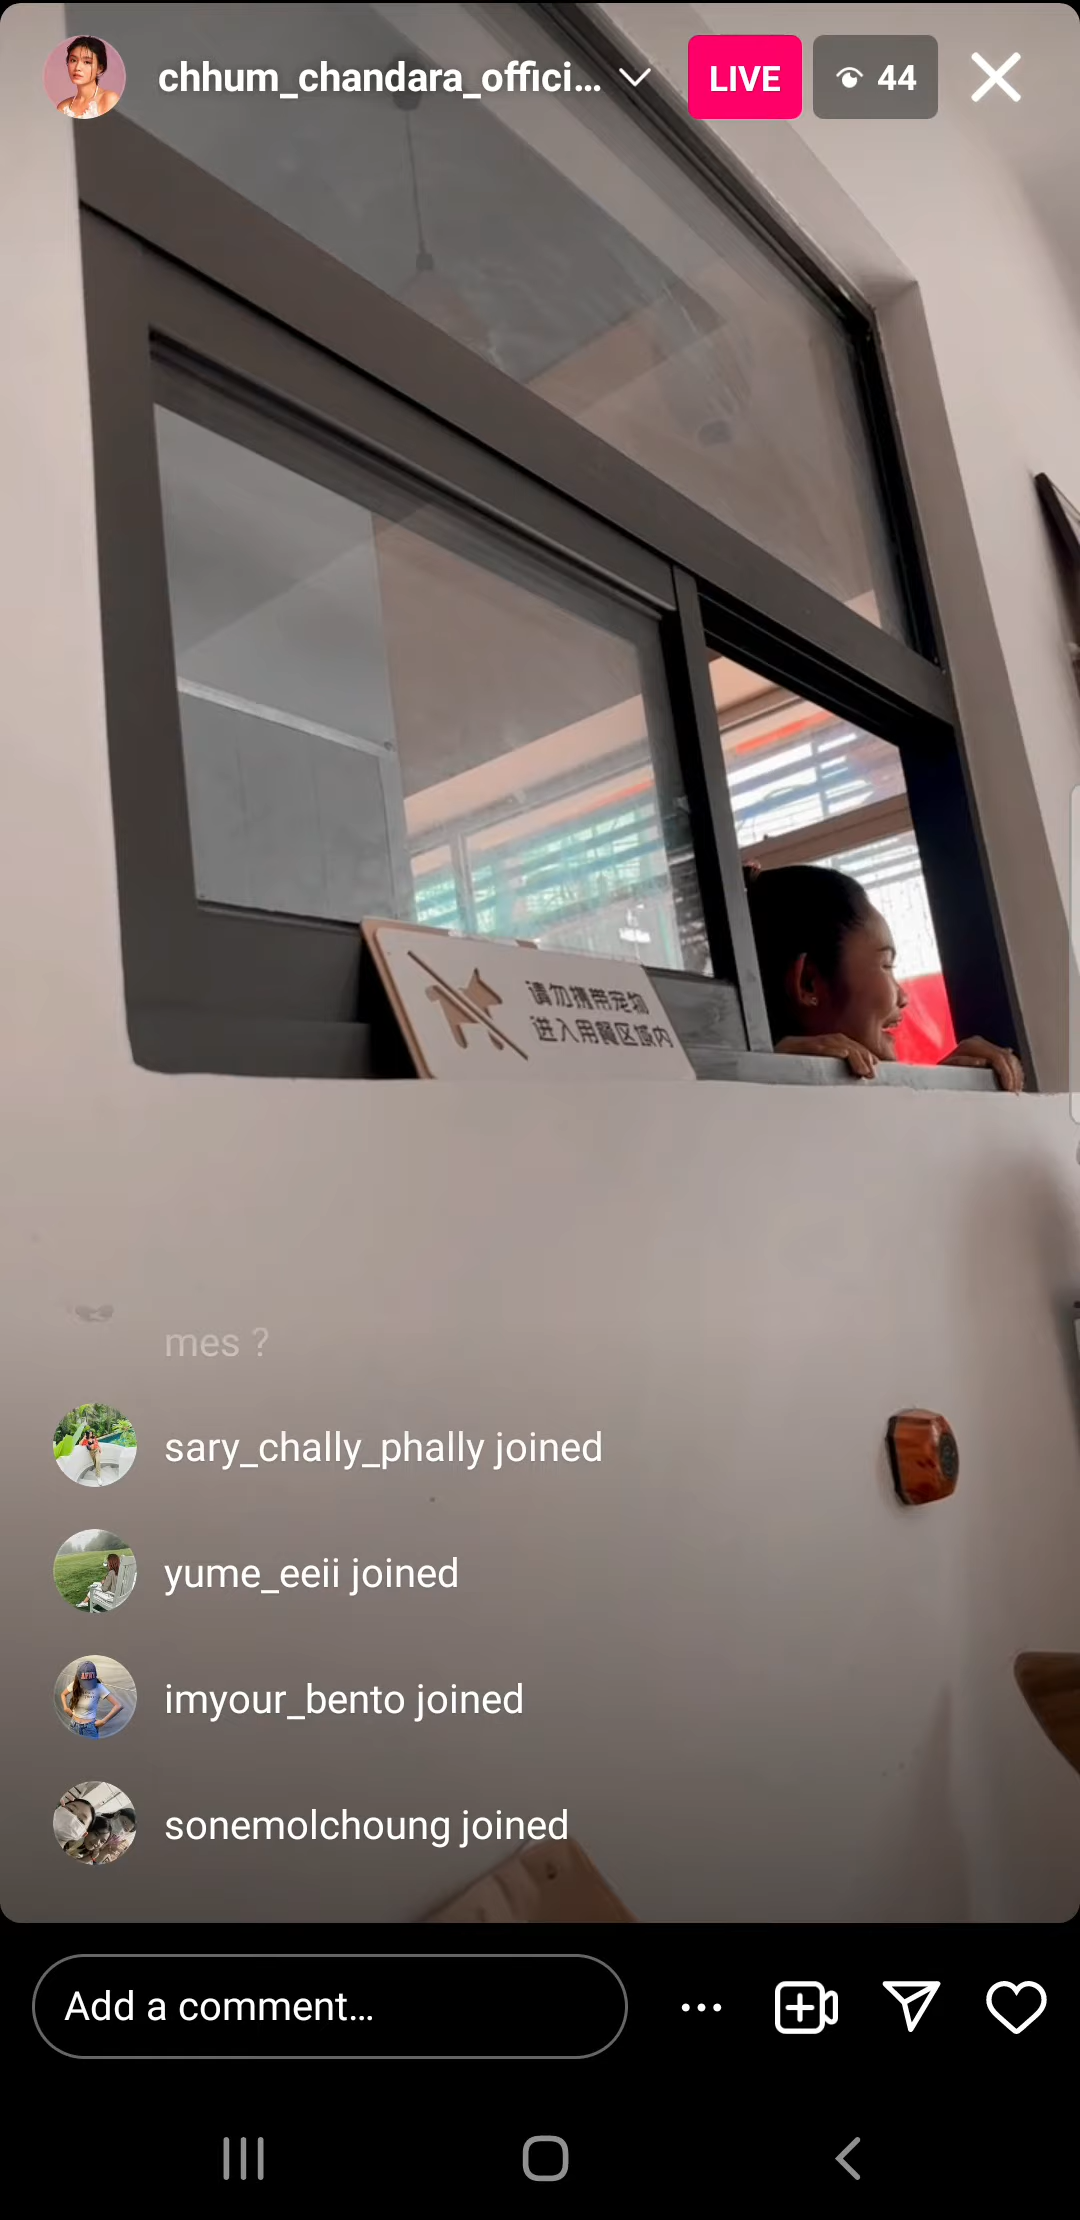 chhum_chandara_offici...
LIVE
44
请勿携带宠物
进入用餐区域内
mes ?
sary_chally_phally joined
yume_eeii joined
imyour_bento joined
sonemolchoung joined
Add a comment...